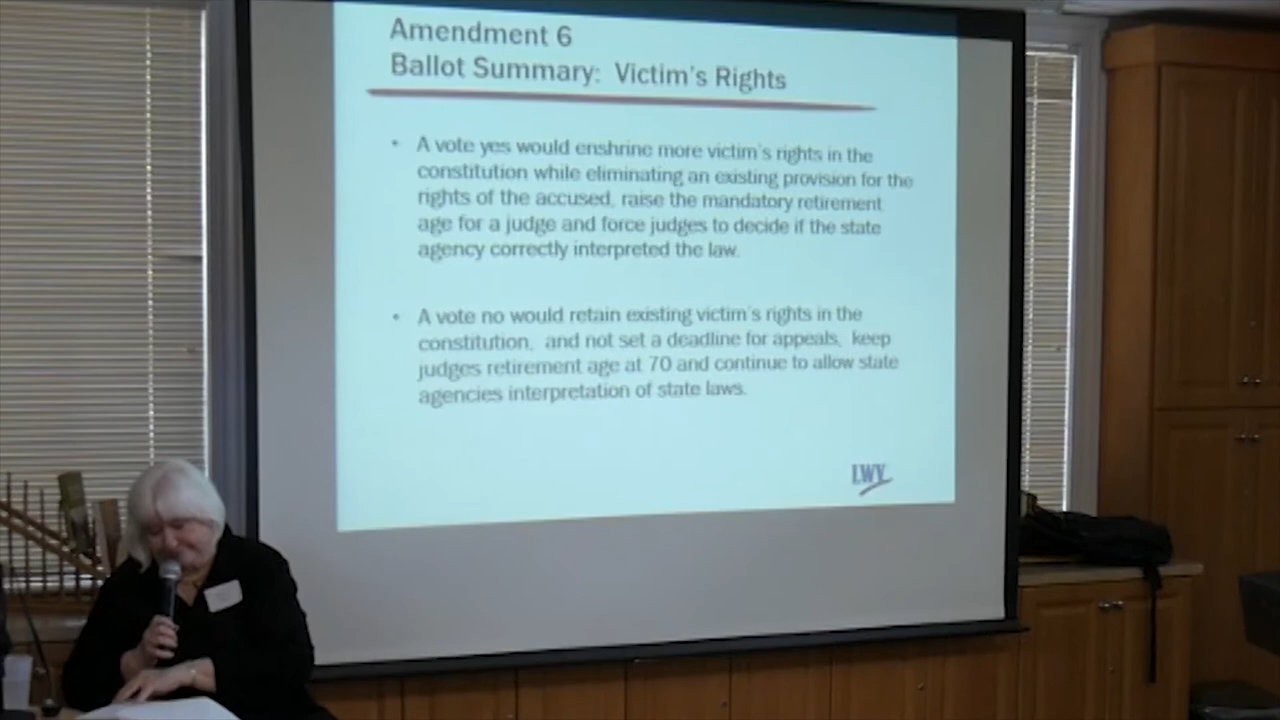 Amendment 6
Ballot Summary: Victim's Rights
• A vote yes would enshrine more victim's rights in the
constitution while eliminating an existing provision for the
rights of the accused, raise the mandatory retirement
age for a judge and force judges to decide if the state
agency correctly interpreted the law.
• A vote no would retain existing victim's rights in the
constitution, and not set a deadline for appeals, keep
judges retirement age at 70 and continue to allow state
agencies interpretation of state laws.
LWV